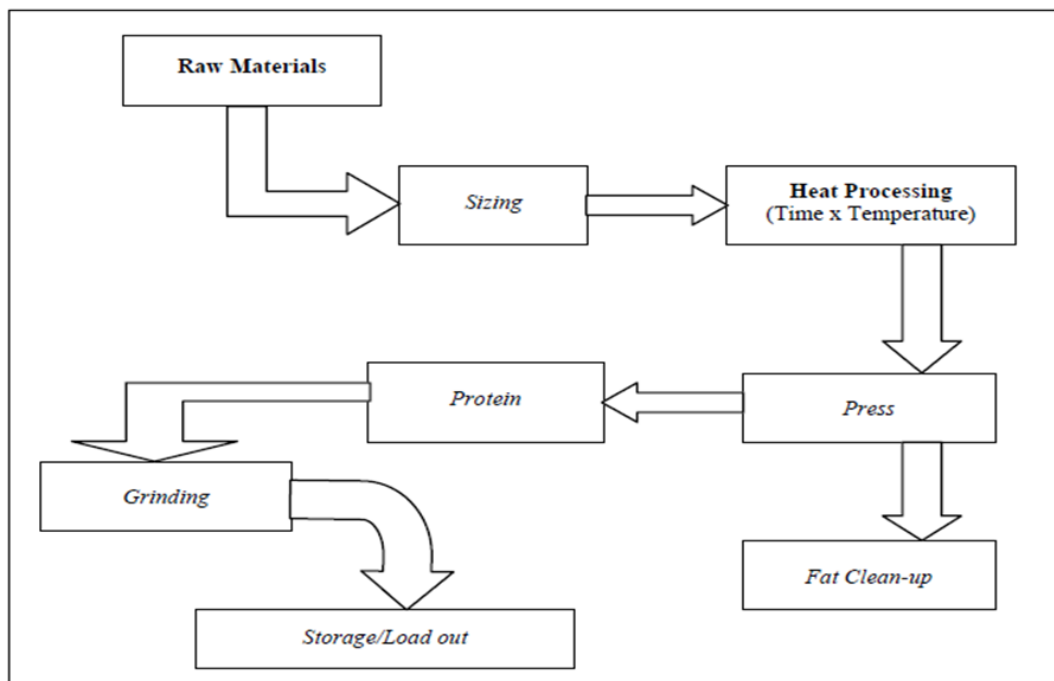 Raw Materials
Sizing
Heat Processing
(Time x Temperature)
Protein
Press
Grinding
Fat Clean-up
Storage/Load out